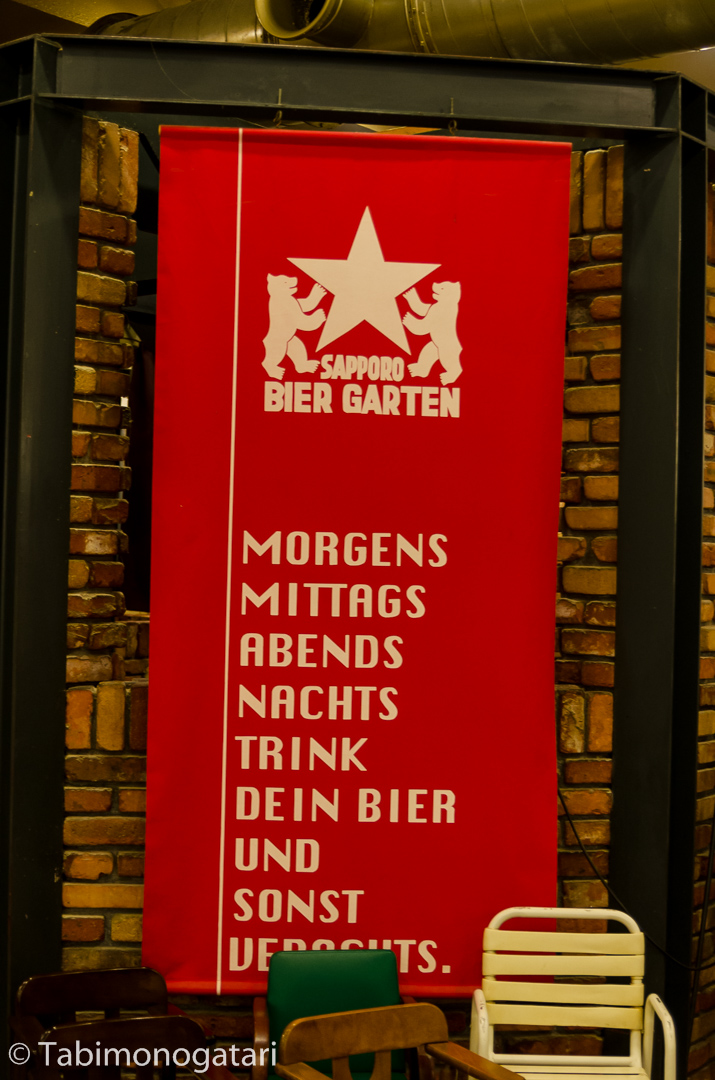 SAPPORO
BIER GARTEN
MORGENS
MITTAGS
ABENDS
NACHTS
TRINK
DEIN BIER
UND
SONST
© Tabimonogatari